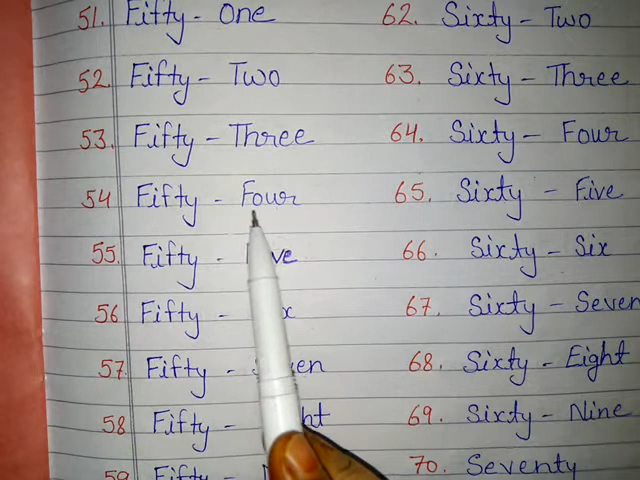 51. Fifty - One
52. Fifty - Two
53. Fifty - Three
54 Fifty - Four
55. Fifty -
56 Fifty -
57 Fifty -
58 Fifty -
59 Fifty -
62. Sixty - Two
63. Sixty - Three
64. Sixty - Four
65. Sixty - Five
66. Sixty - Six
67. Sixty - Seven
68. Sixty - Eight
69. Sixty - Nine
70. Seventy